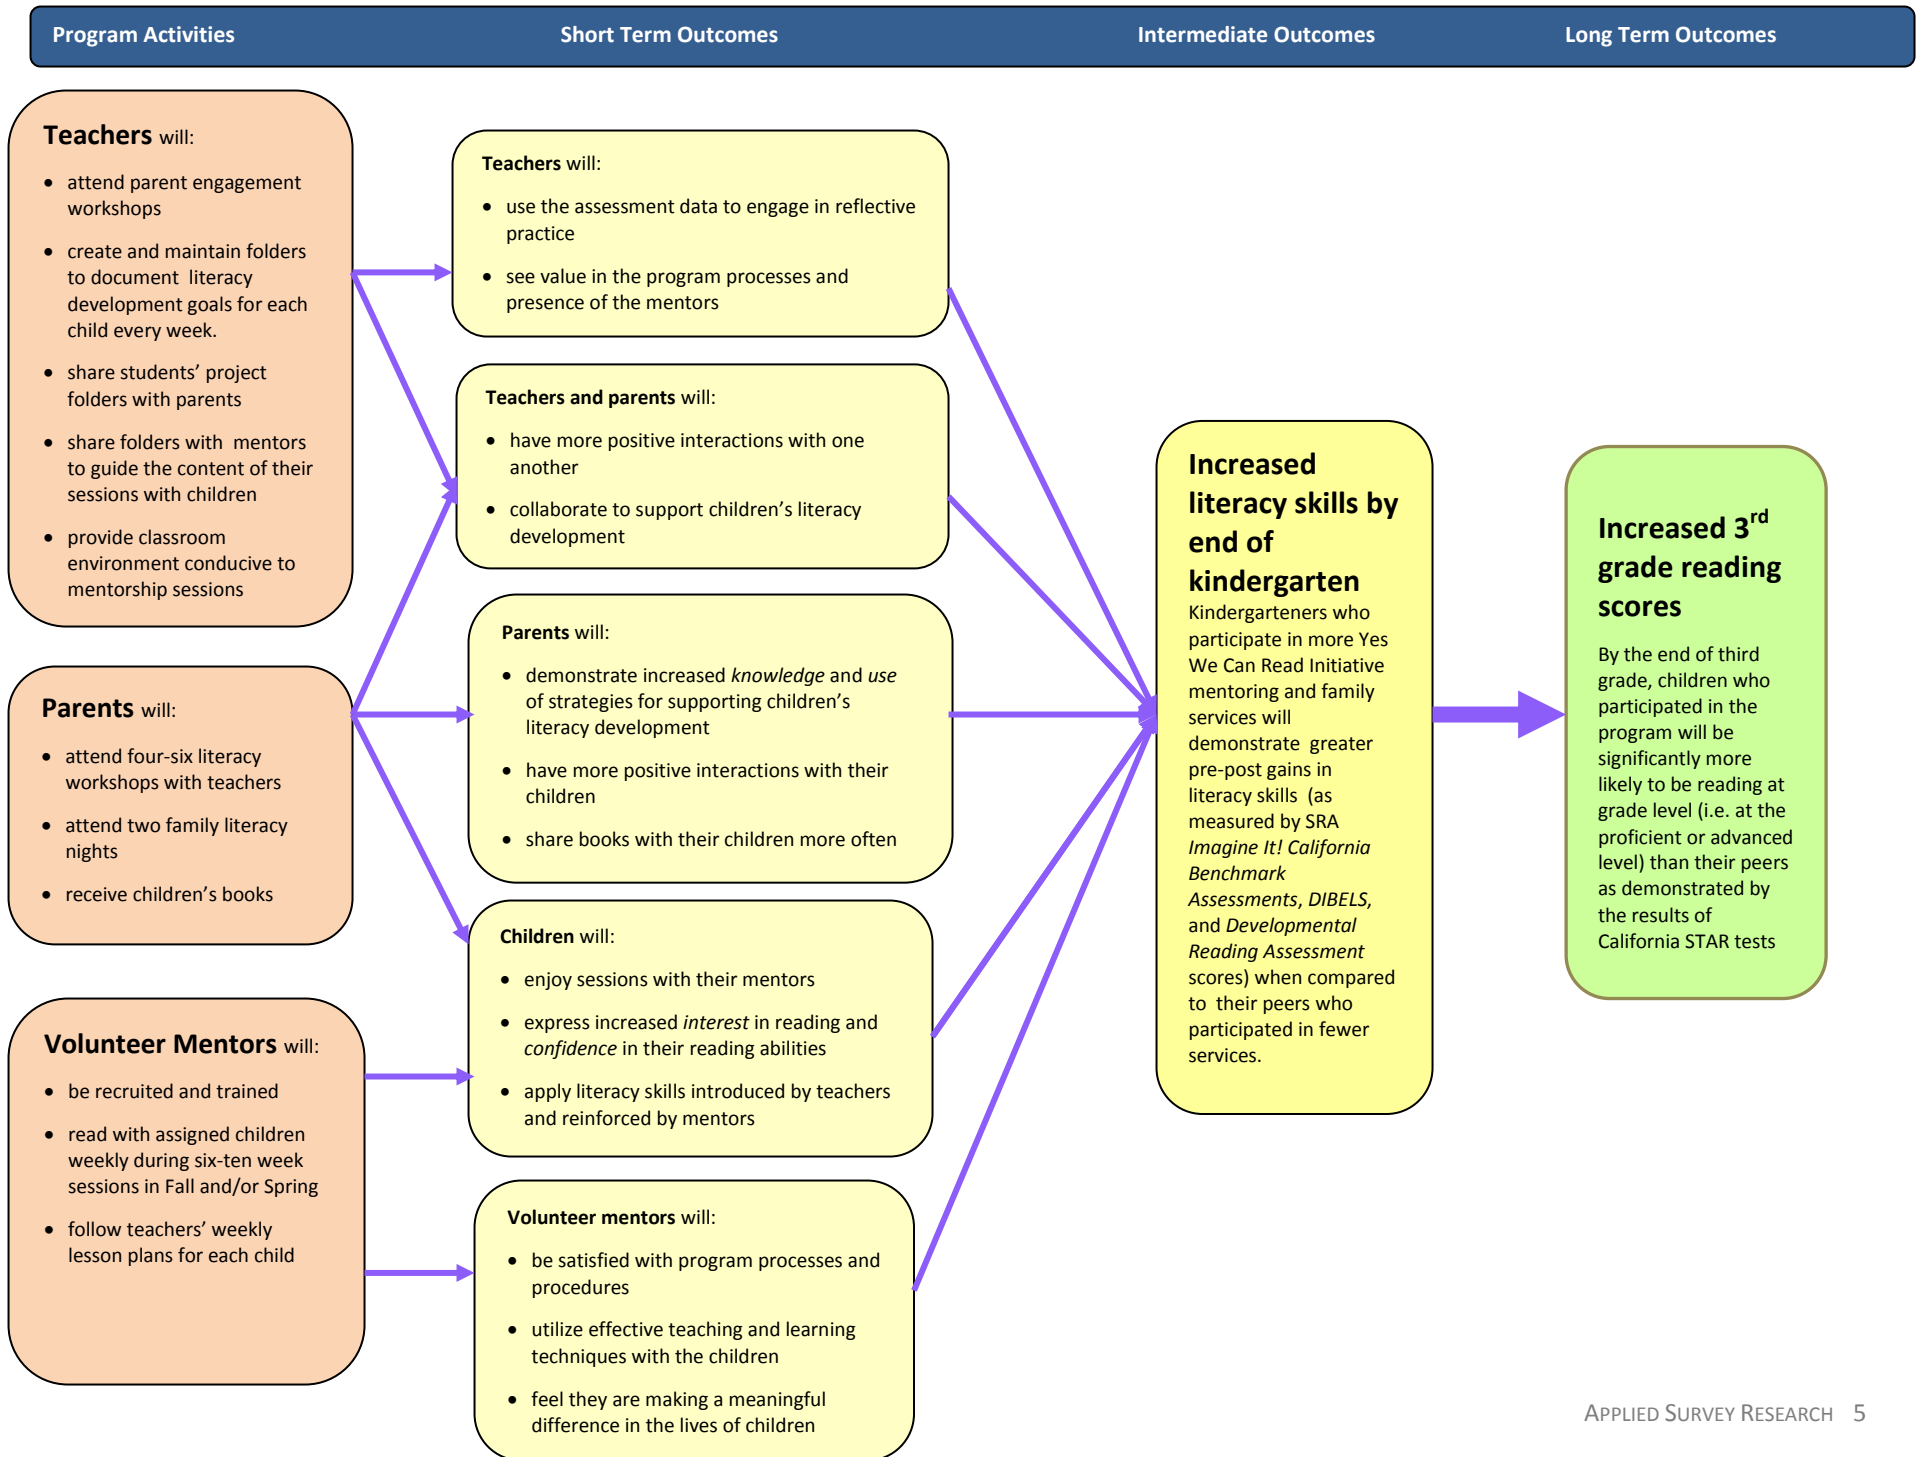 Program Activities
Short Term Outcomes
Intermediate Outcomes
Long Term Outcomes
Teachers will:
• attend parent engagement
workshops
• create and maintain folders
to document literacy
development goals for each
child every week.
• share students’ project
folders with parents
• share folders with mentors
to guide the content of their
sessions with children
• provide classroom
environment conducive to
mentorship sessions
Parents will:
• attend four-six literacy
workshops with teachers
• attend two family literacy
nights
• receive children’s books
Volunteer Mentors will:
• be recruited and trained
• read with assigned children
weekly during six-ten week
sessions in Fall and/or Spring
• follow teachers’ weekly
lesson plans for each child
Teachers will:
• use the assessment data to engage in reflective
practice
• see value in the program processes and
presence of the mentors
Teachers and parents will:
• have more positive interactions with one
another
• collaborate to support children’s literacy
development
Parents will:
• demonstrate increased knowledge and use
of strategies for supporting children’s
literacy development
• have more positive interactions with their
children
• share books with their children more often
Children will:
• enjoy sessions with their mentors
• express increased interest in reading and
confidence in their reading abilities
• apply literacy skills introduced by teachers
and reinforced by mentors
Volunteer mentors will:
• be satisfied with program processes and
procedures
• utilize effective teaching and learning
techniques with the children
• feel they are making a meaningful
difference in the lives of children
Increased
literacy skills by
end of
kindergarten
Kindergarteners who
participate in more Yes
We Can Read Initiative
mentoring and family
services will
demonstrate greater
pre-post gains in
literacy skills (as
measured by SRA
Imagine It! California
Benchmark
Assessments, DIBELS,
and Developmental
Reading Assessment
scores) when compared
to their peers who
participated in fewer
services.
Increased 3rd
grade reading
scores
By the end of third
grade, children who
participated in the
program will be
significantly more
likely to be reading at
grade level (i.e. at the
proficient or advanced
level) than their peers
as demonstrated by
the results of
California STAR tests
APPLIED SURVEY RESEARCH 5